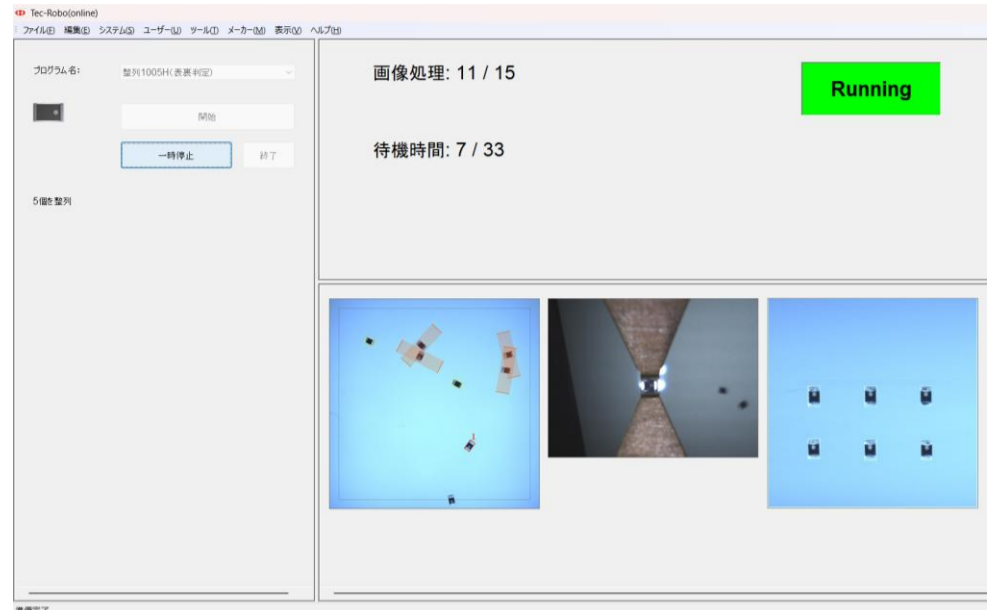 Tec-Robo(online)
ファイル(F) 編集(E) システム(S) ユーザー(U) ツール(T) メーカー(M) 表示(V) ヘルプ(H)
プログラム名:
整列1005H(表裏判定)
開始
一時停止
終了
5個を整列
画像処理: 11 / 15
Running
待機時間: 7 / 33